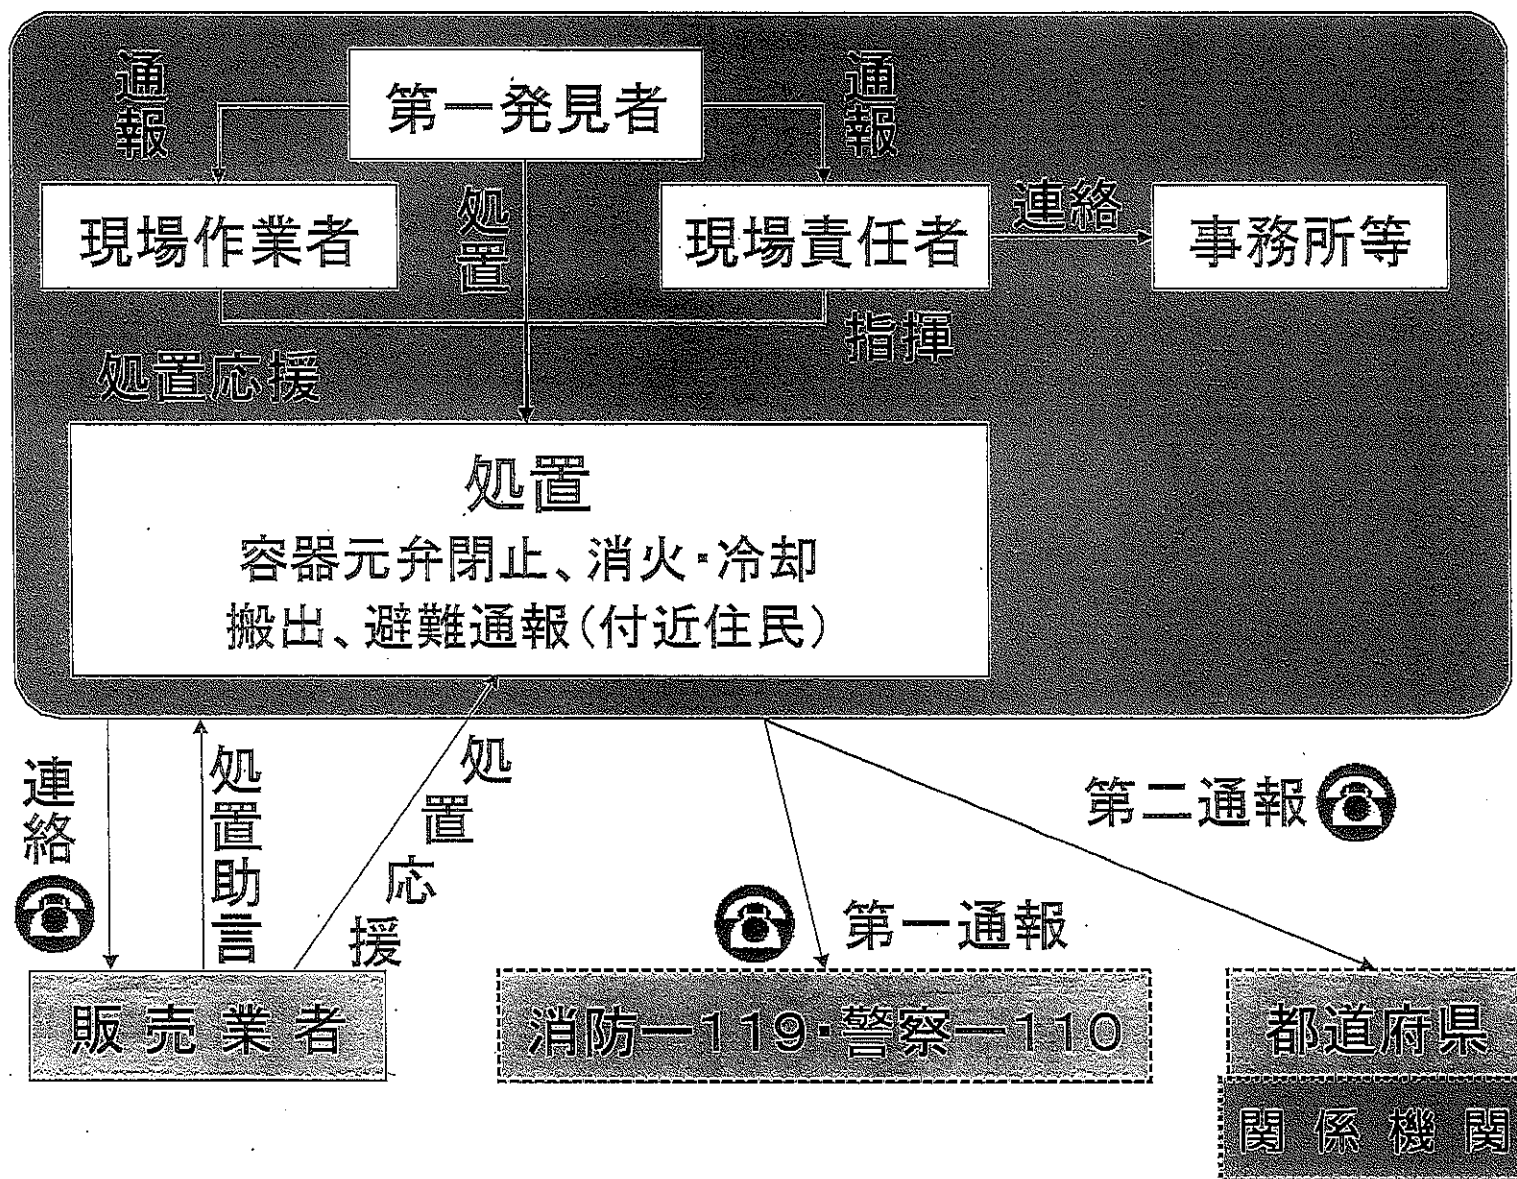 通報
第一発見者
通報
現場作業者
処置
現場責任者
連絡
事務所等
処置応援
指揮
処置
容器元弁閉止、消火・冷却
搬出、避難通報(付近住民)
連絡
処置助言
処置応援
第二通報
第一通報
販売業者
消防―119・警察―110
都道府県
関係機関